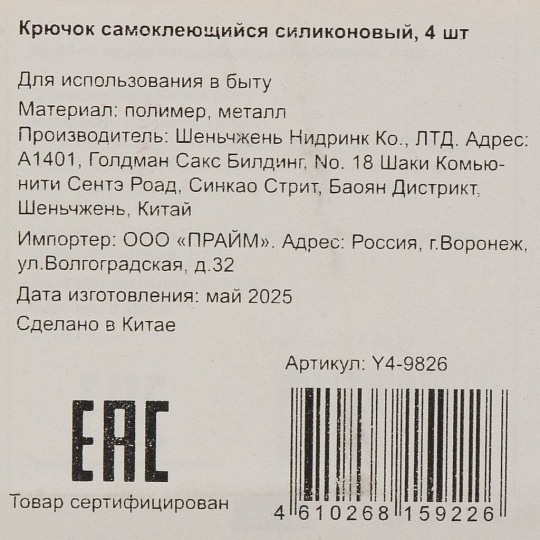 Крючок самоклеющийся силиконовый, 4 шт
Для использования в быту
Материал: полимер, металл
Производитель: Шеньчжень Нидринк Ко., ЛТД. Адрес:
А1401, Голдман Сакс Билдинг, No. 18 Шаки Комью-
нити Сентэ Роад, Синкао Стрит, Баоян Дистрикт,
Шеньчжень, Китай
Импортер: ООО «ПРАЙМ». Адрес: Россия, г.Воронеж,
ул.Волгоградская, д.32
Дата изготовления: май 2025
Сделано в Китае
Артикул: Y4-9826
EAC
Товар сертифицирован
4 610268 159226